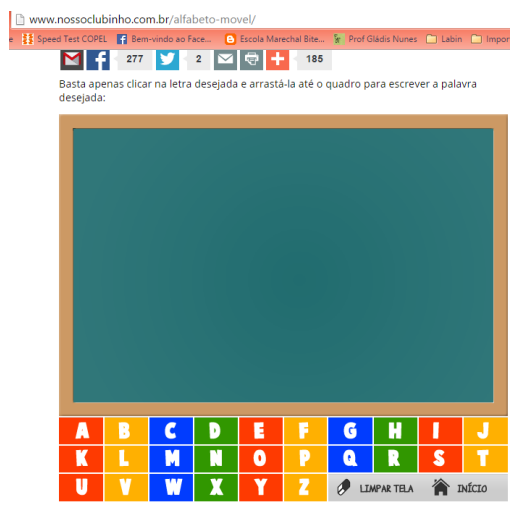 www.nossoclubinho.com.br/alfabeto-movel/
e Speed Test COPEL Bem-vindo ao Face... Escola Marechal Bite... Prof Gládis Nunes Labin Impor
277 2 185
Basta apenas clicar na letra desejada e arrastá-la até o quadro para escrever a palavra
desejada:
A B C D E F G H I J
K L M N O P Q R S T
U V W X Y Z LIMPAR TELA INÍCIO